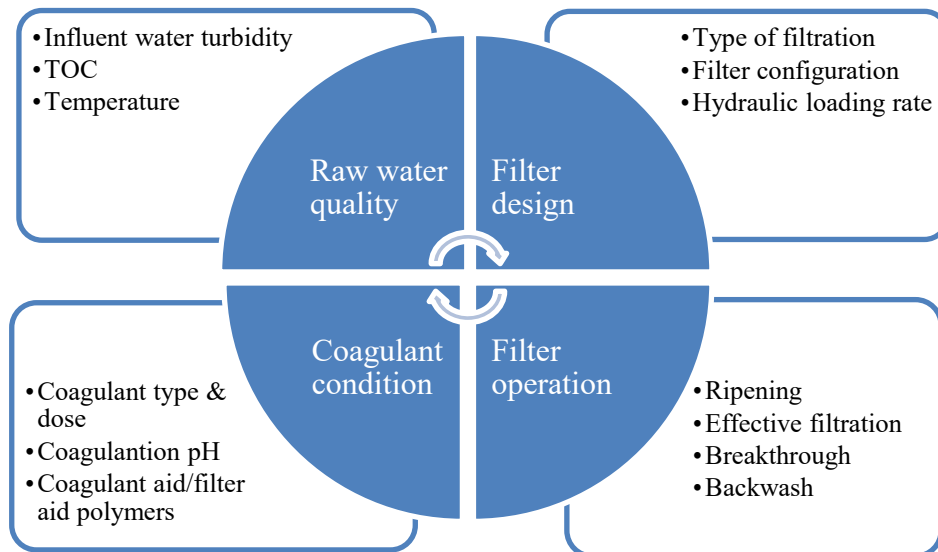 • Influent water turbidity
• TOC
• Temperature
• Type of filtration
• Filter configuration
• Hydraulic loading rate
Raw water
quality
Filter
design
Coagulant
condition
Filter
operation
• Coagulant type &
dose
• Coagulantion pH
• Coagulant aid/filter
aid polymers
• Ripening
• Effective filtration
• Breakthrough
• Backwash